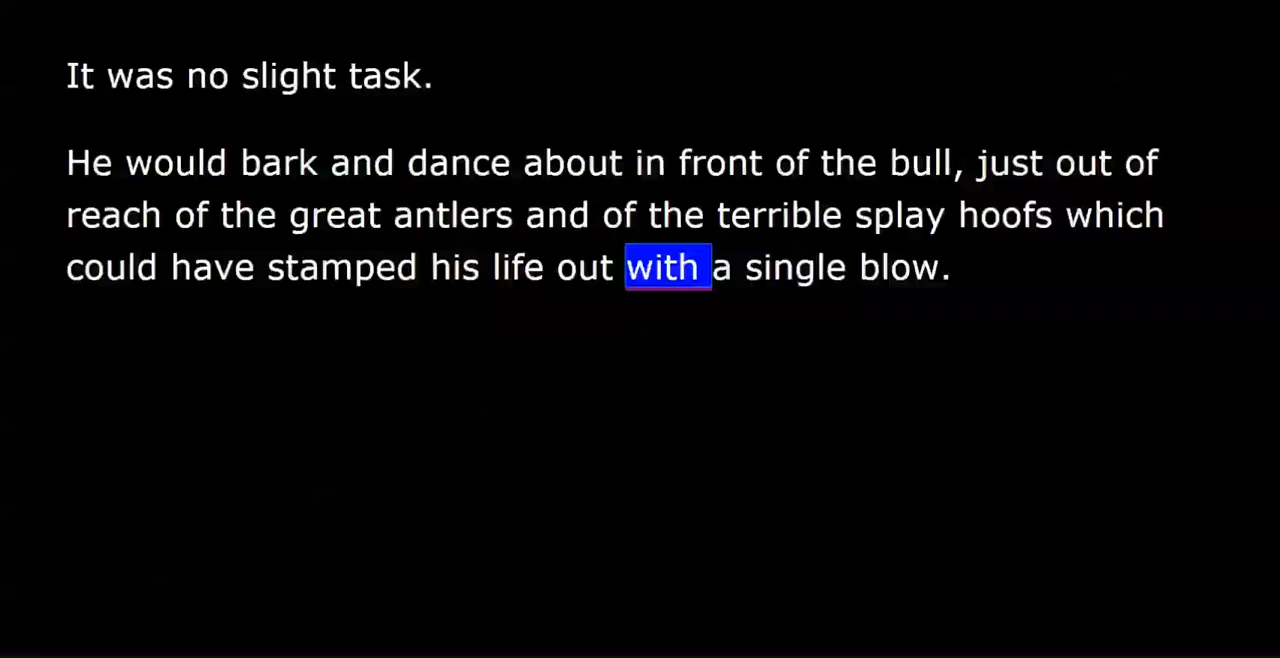 It was no slight task.
He would bark and dance about in front of the bull, just out of
reach of the great antlers and of the terrible splay hoofs which
could have stamped his life out with a single blow.